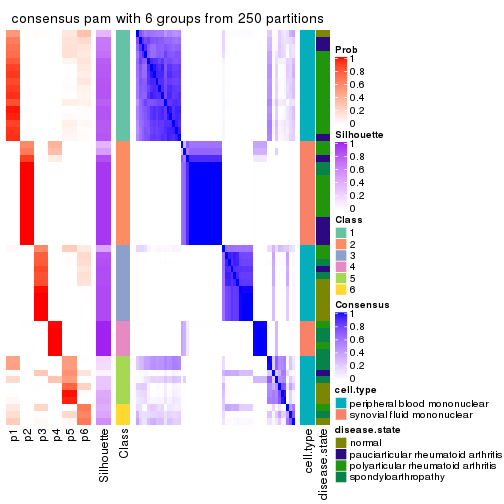 consensus pam with 6 groups from 250 partitions
Prob
1
0.8
0.6
0.4
0.2
0
Silhouette
1
0.8
0.6
0.4
0.2
0
Class
1
2
3
4
5
6
Consensus
1
0.8
0.6
0.4
0.2
0
cell.type
peripheral blood mononuclear
synovial fluid mononuclear
disease.state
normal
pauciarticular rheumatoid arthritis
polyarticular rheumatoid arthritis
spondyloarthropathy
p1
p2
p3
p4
p5
p6
Silhouette
Class
cell.type
disease.state